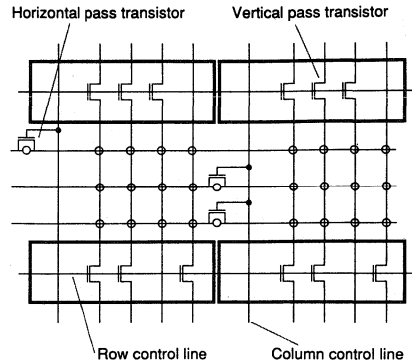 Horizontal pass transistor
Vertical pass transistor
Row control line
Column control line